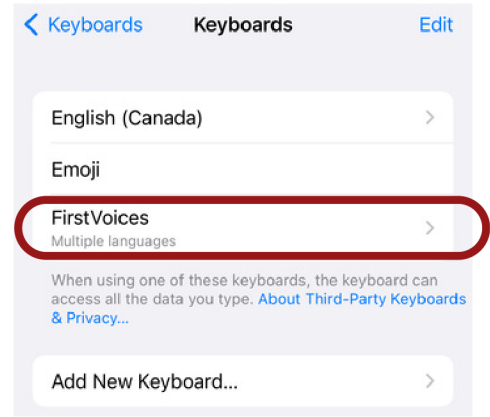 Keyboards Keyboards Edit
English (Canada)
Emoji
FirstVoices
Multiple languages
When using one of these keyboards, the keyboard can
access all the data you type. About Third-Party Keyboards
& Privacy...
Add New Keyboard...